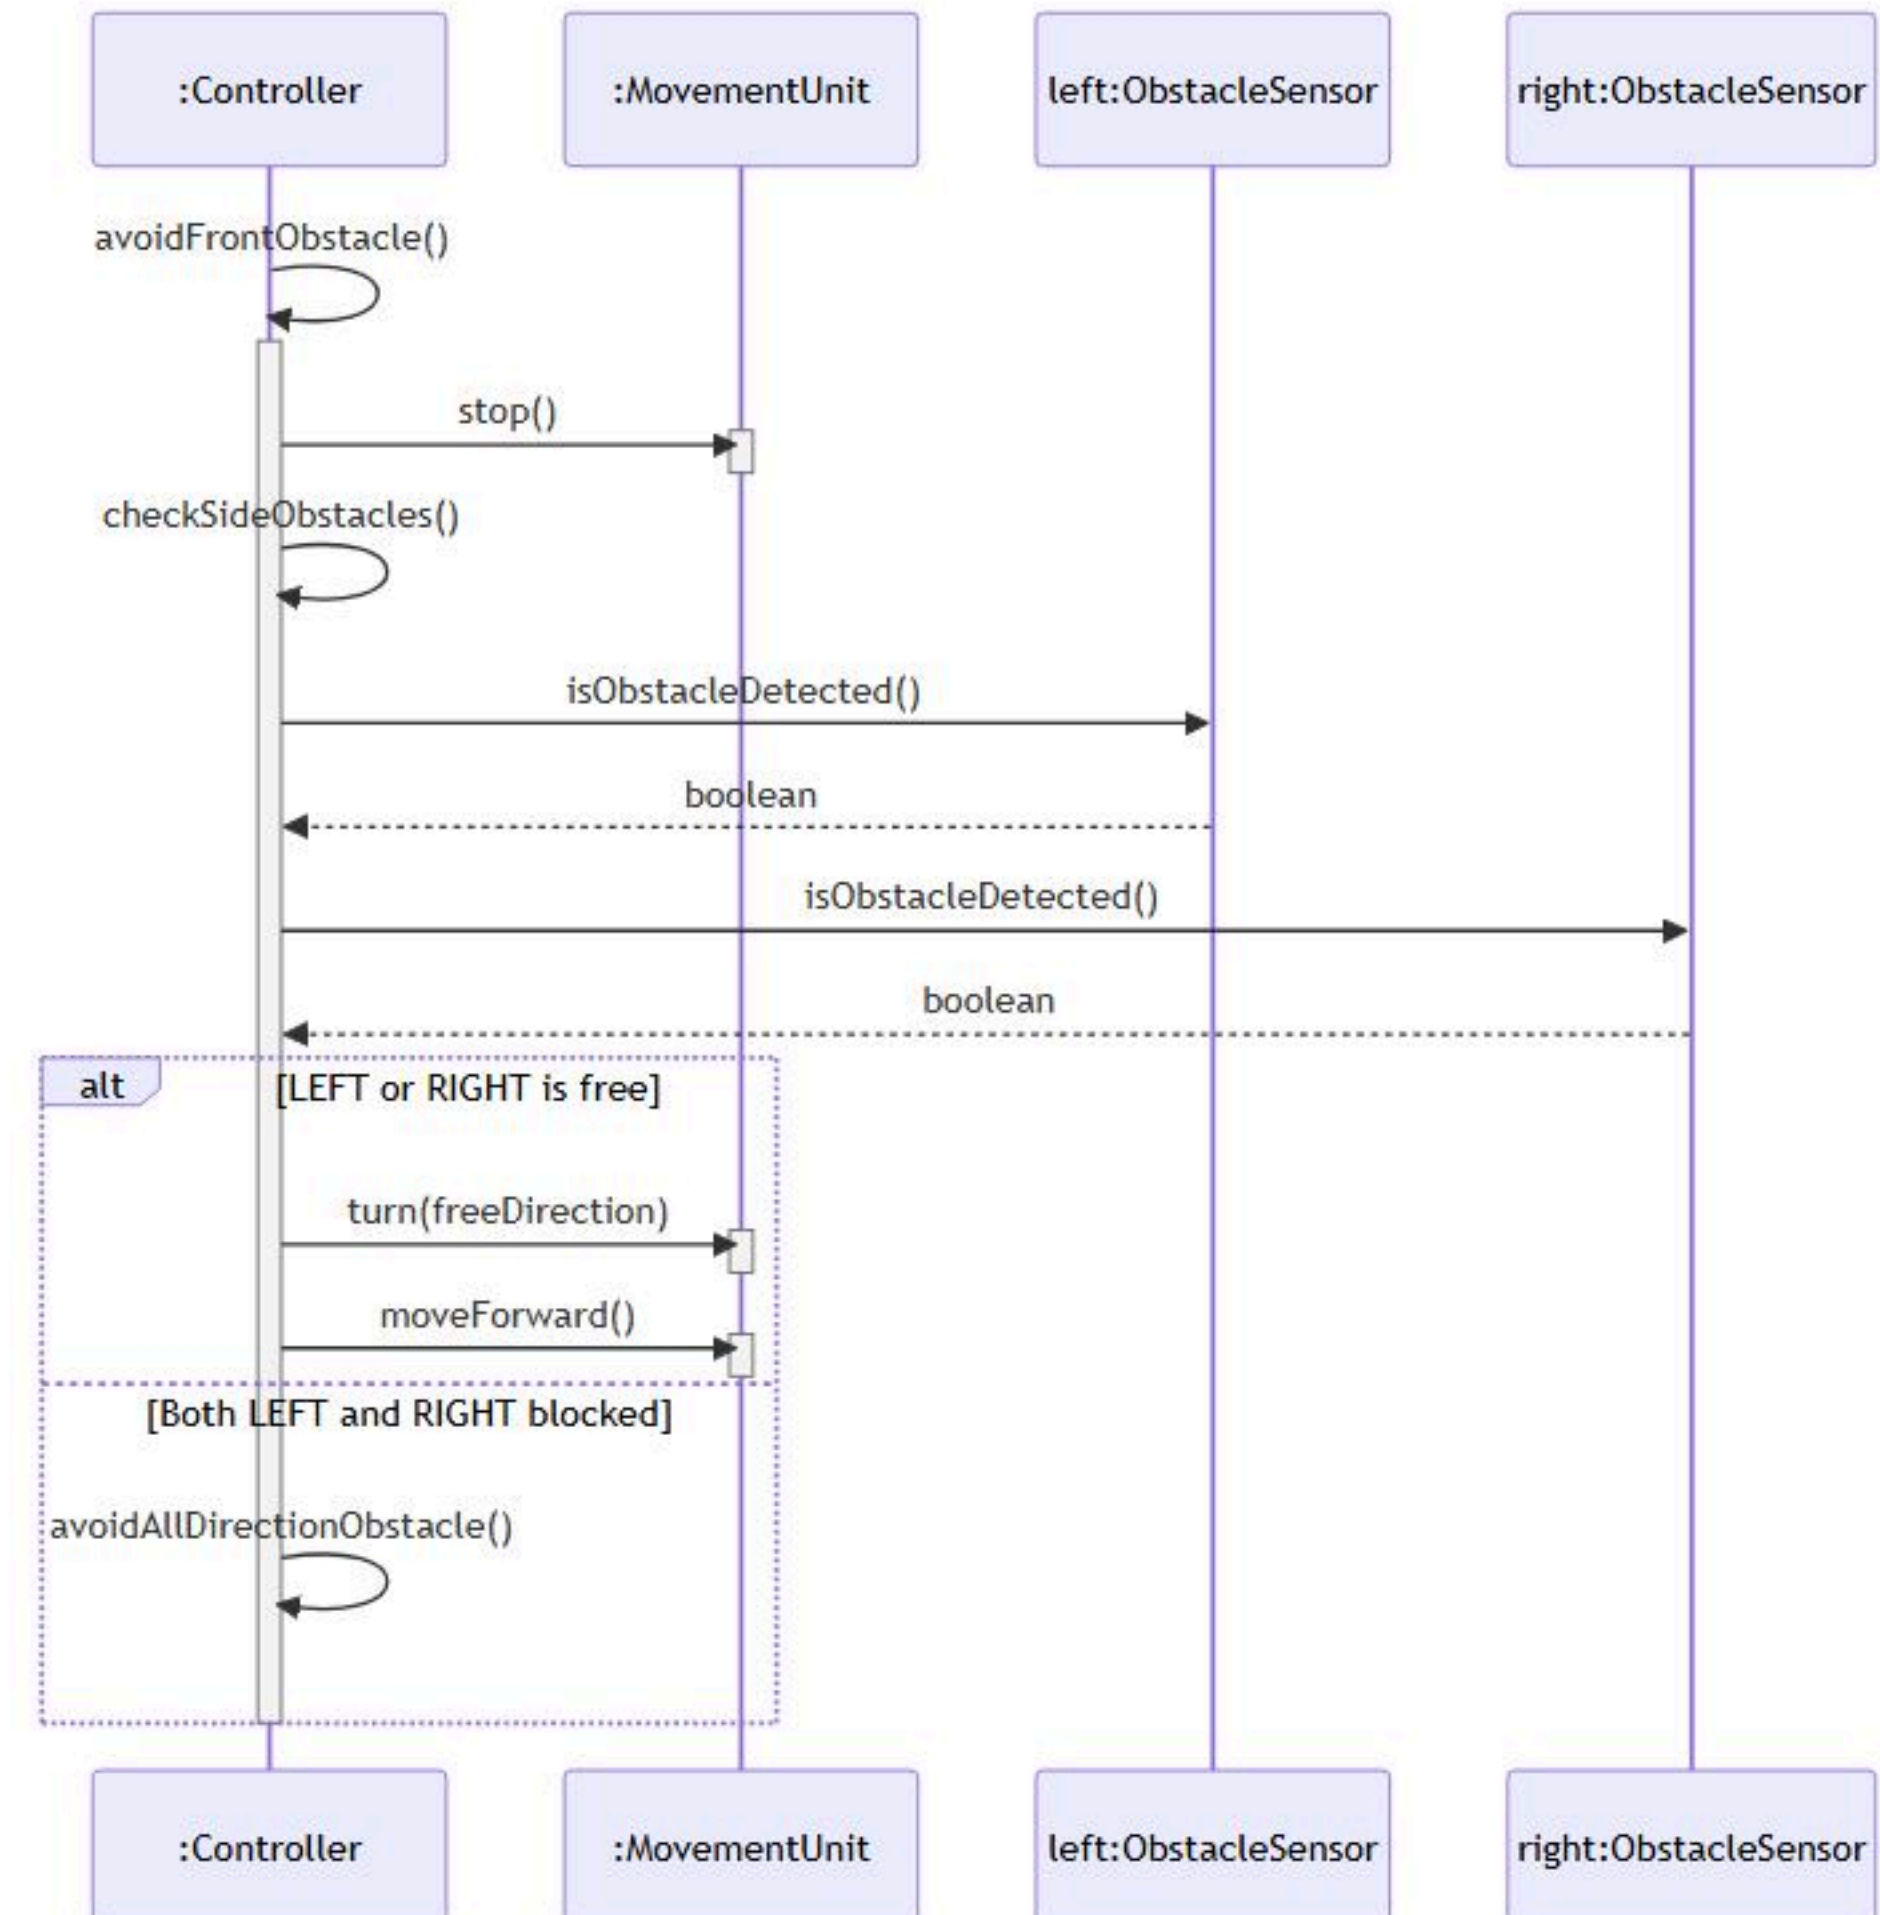 :Controller
:MovementUnit
left:ObstacleSensor
right:ObstacleSensor
avoidFrontObstacle()
stop()
checkSideObstacles()
isObstacleDetected()
boolean
isObstacleDetected()
boolean
alt
[LEFT or RIGHT is free]
turn(freeDirection)
moveForward()
[Both LEFT and RIGHT blocked]
avoidAllDirectionObstacle()
:Controller
:MovementUnit
left:ObstacleSensor
right:ObstacleSensor